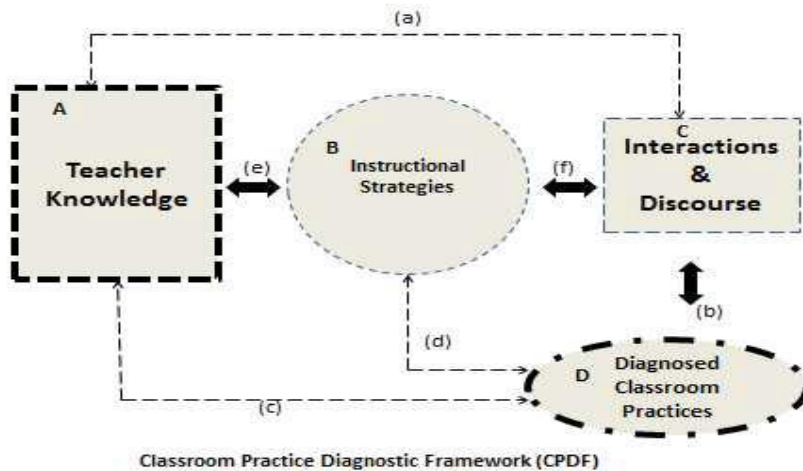 (a)
A
Teacher
Knowledge
(e)
B
Instructional
Strategies
(f)
C
Interactions
&
Discourse
(b)
(d)
(c)
D
Diagnosed
Classroom
Practices
Classroom Practice Diagnostic Framework (CPDF)